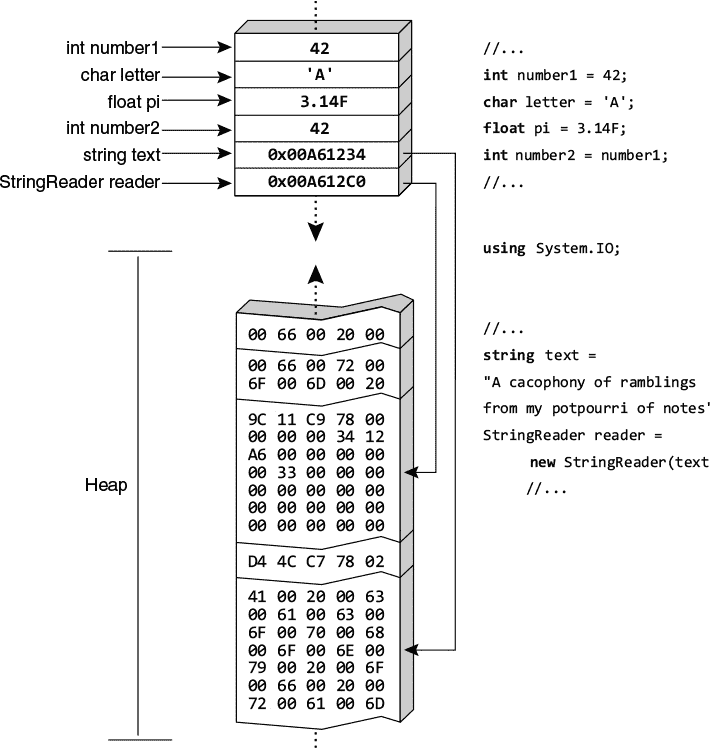 int number1
42
char letter
'A'
float pi
3.14F
int number2
42
string text
0x00A61234
StringReader reader
0x00A612C0
//...
int number1 = 42;
char letter = 'A';
float pi = 3.14F;
int number2 = number1;
//...
using System.IO;
//...
string text =
"A cacophony of ramblings
from my potpourri of notes"
StringReader reader =
new StringReader(text
//...
Heap
00 66 00 20 00
00 66 00 72 00
6F 00 6D 00 20
9C 11 C9 78 00
00 00 00 34 12
A6 00 00 00 00
00 33 00 00 00
00 00 00 00 00
00 00 00 00 00
00 00 00 00 00
D4 4C C7 78 02
41 00 20 00 63
00 61 00 63 00
6F 00 70 00 68
00 6F 00 6E 00
79 00 20 00 6F
00 66 00 20 00
72 00 61 00 6D